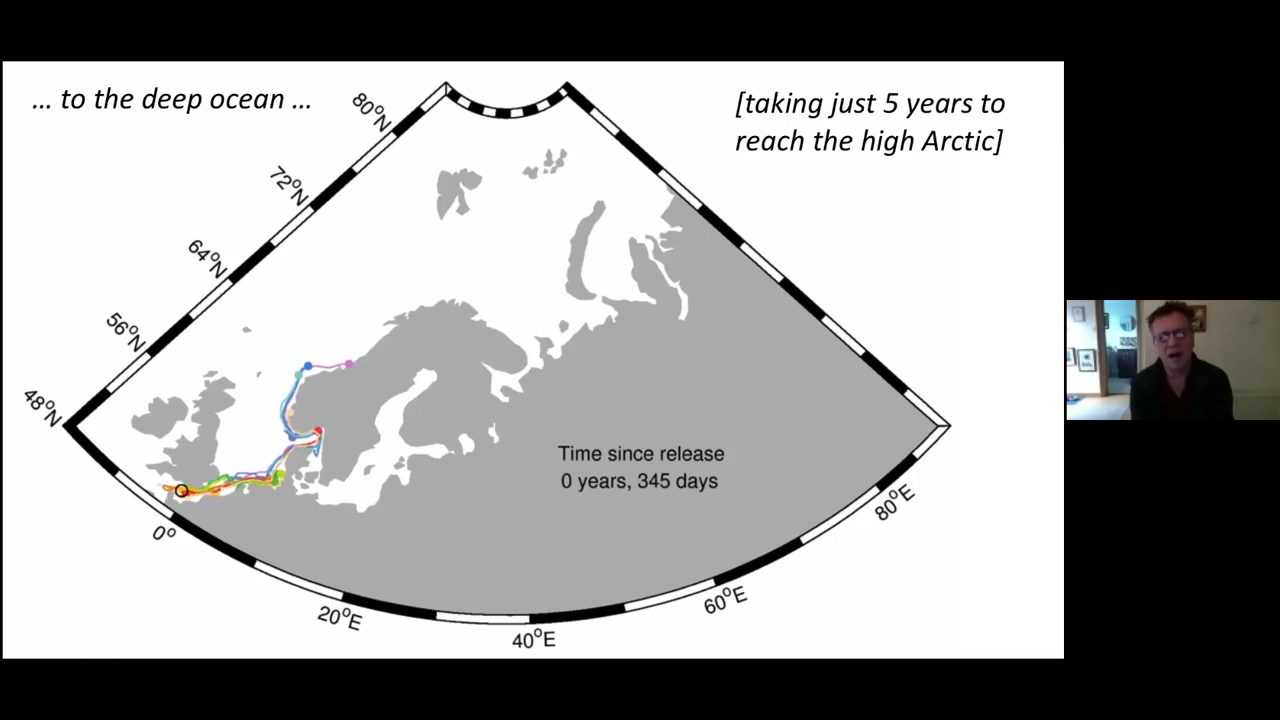 ... to the deep ocean ...
[taking just 5 years to
reach the high Arctic]
80°N
72°N
64°N
56°N
48°N
Time since release
0 years, 345 days
0°
20°E
40°E
60°E
80°E